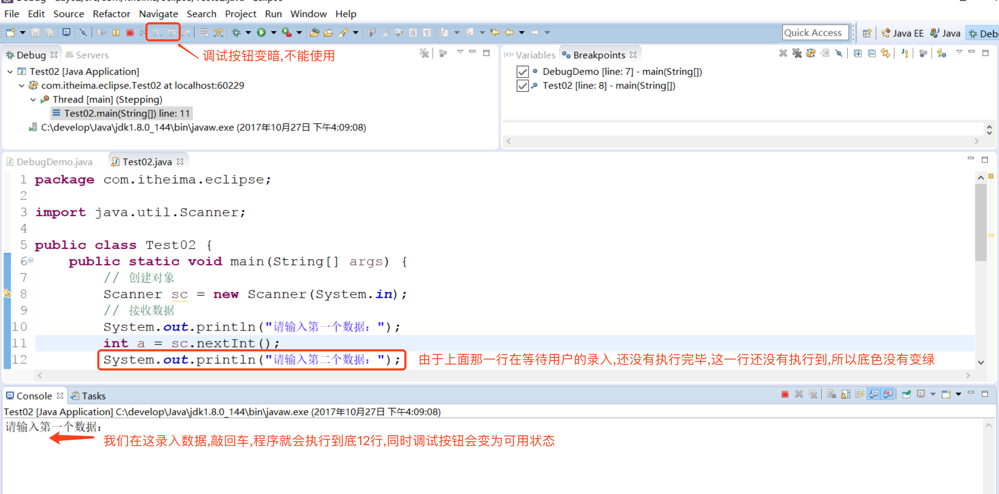 Debug - day02/src/com/itheima/eclipse/Test02.java - Eclipse
File Edit Source Refactor Navigate Search Project Run Window Help
Quick Access Java EE Java Deb
调试按钮变暗,不能使用
Debug Servers
Test02 [Java Application]
com.itheima.eclipse.Test02 at localhost:60229
Thread [main] (Stepping)
Test02.main(String[]) line: 11
C:\develop\Java\jdk1.8.0_144\bin\javaw.exe (2017年10月27日 下午4:09:08)
(x)= Variables Breakpoints
DebugDemo [line: 7] - main(String[])
Test02 [line: 8] - main(String[])
DebugDemo.java Test02.java
1 package com.itheima.eclipse;
2
3 import java.util.Scanner;
4
5 public class Test02 {
6 public static void main(String[] args) {
7 // 创建对象
8 Scanner sc = new Scanner(System.in);
9 // 接收数据
10 System.out.println("请输入第一个数据：");
11 int a = sc.nextInt();
12 System.out.println("请输入第二个数据：");
由于上面那一行在等待用户的录入,还没有执行完毕,这一行还没有执行到,所以底色没有变绿
Console Tasks
Test02 [Java Application] C:\develop\Java\jdk1.8.0_144\bin\javaw.exe (2017年10月27日 下午4:09:08)
请输入第一个数据：
我们在这录入数据,敲回车,程序就会执行到底12行,同时调试按钮会变为可用状态